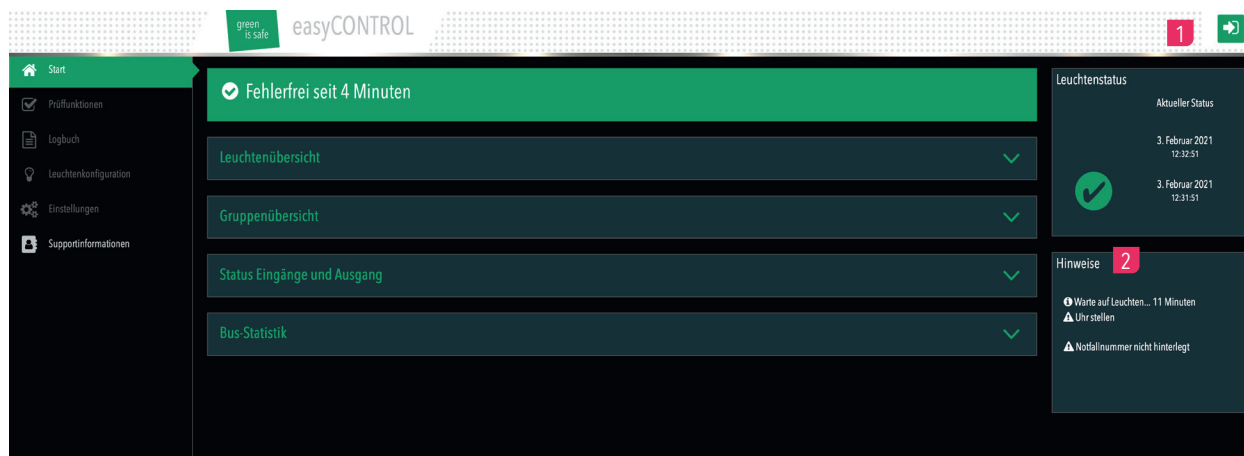 green
is safe
easyCONTROL
1
Start
Prüffunktionen
Logbuch
Leuchtenkonfiguration
Einstellungen
Supportinformationen
Fehlerfrei seit 4 Minuten
Leuchtenübersicht
Gruppenübersicht
Status Eingänge und Ausgang
Bus-Statistik
Leuchtenstatus
Aktueller Status
3. Februar 2021
12:32:51
3. Februar 2021
12:31:51
Hinweise 2
Warte auf Leuchten... 11 Minuten
Uhr stellen
Notfallnummer nicht hinterlegt